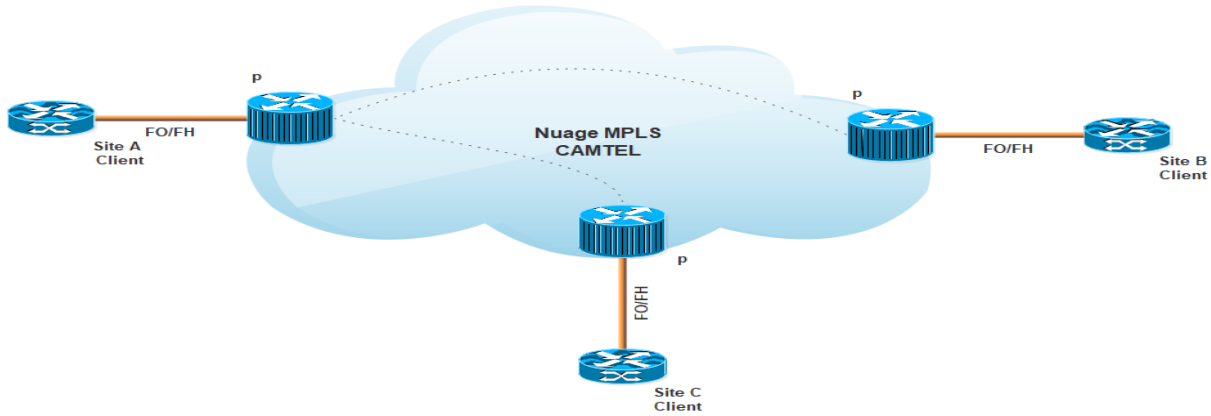 P
P
FO/FH
Nuage MPLS
CAMTEL
FO/FH
Site A
Client
Site B
Client
P
FO/FH
Site C
Client